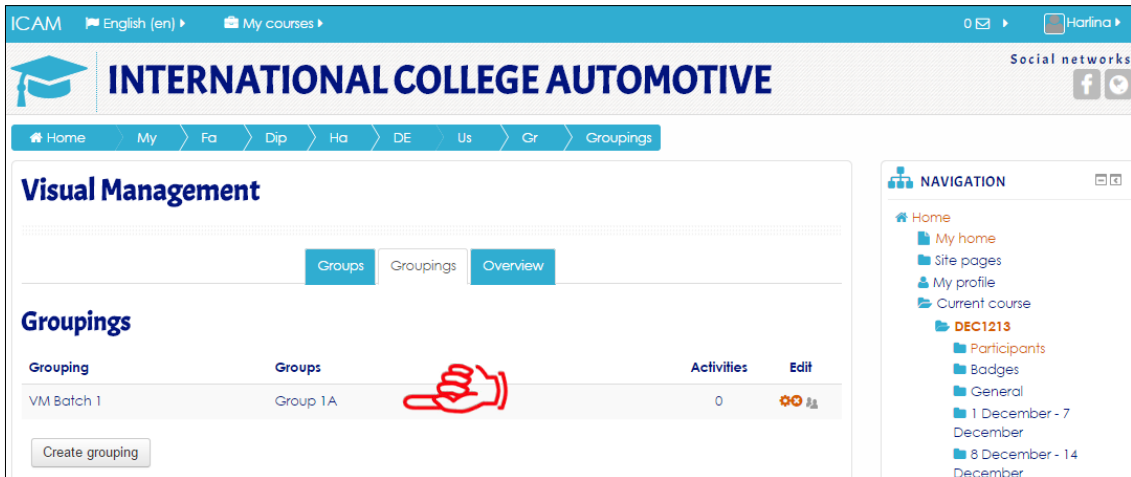 ICAM English (en) My courses 0 Harlina
INTERNATIONAL COLLEGE AUTOMOTIVE
Social networks
Home My Fa Dip Ha DE Us Gr Groupings
Visual Management
Groups Groupings Overview
Groupings
Grouping Groups Activities Edit
VM Batch 1 Group 1A 0
Create grouping
NAVIGATION
Home
My home
Site pages
My profile
Current course
DEC1213
Participants
Badges
General
1 December - 7
December
8 December - 14
December